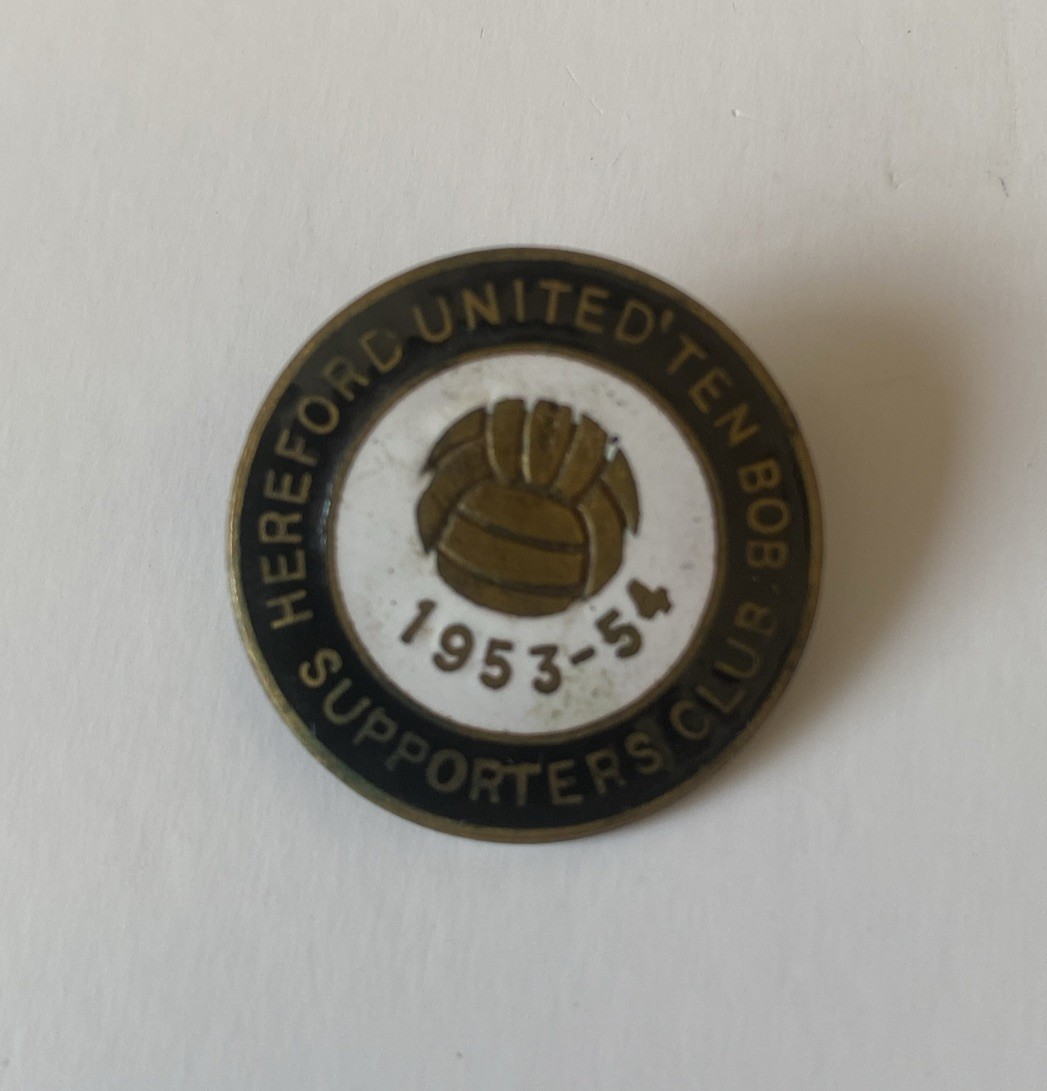 HEREFORD UNITED 'TEN BOB'
SUPPORTERS CLUB
1953-54